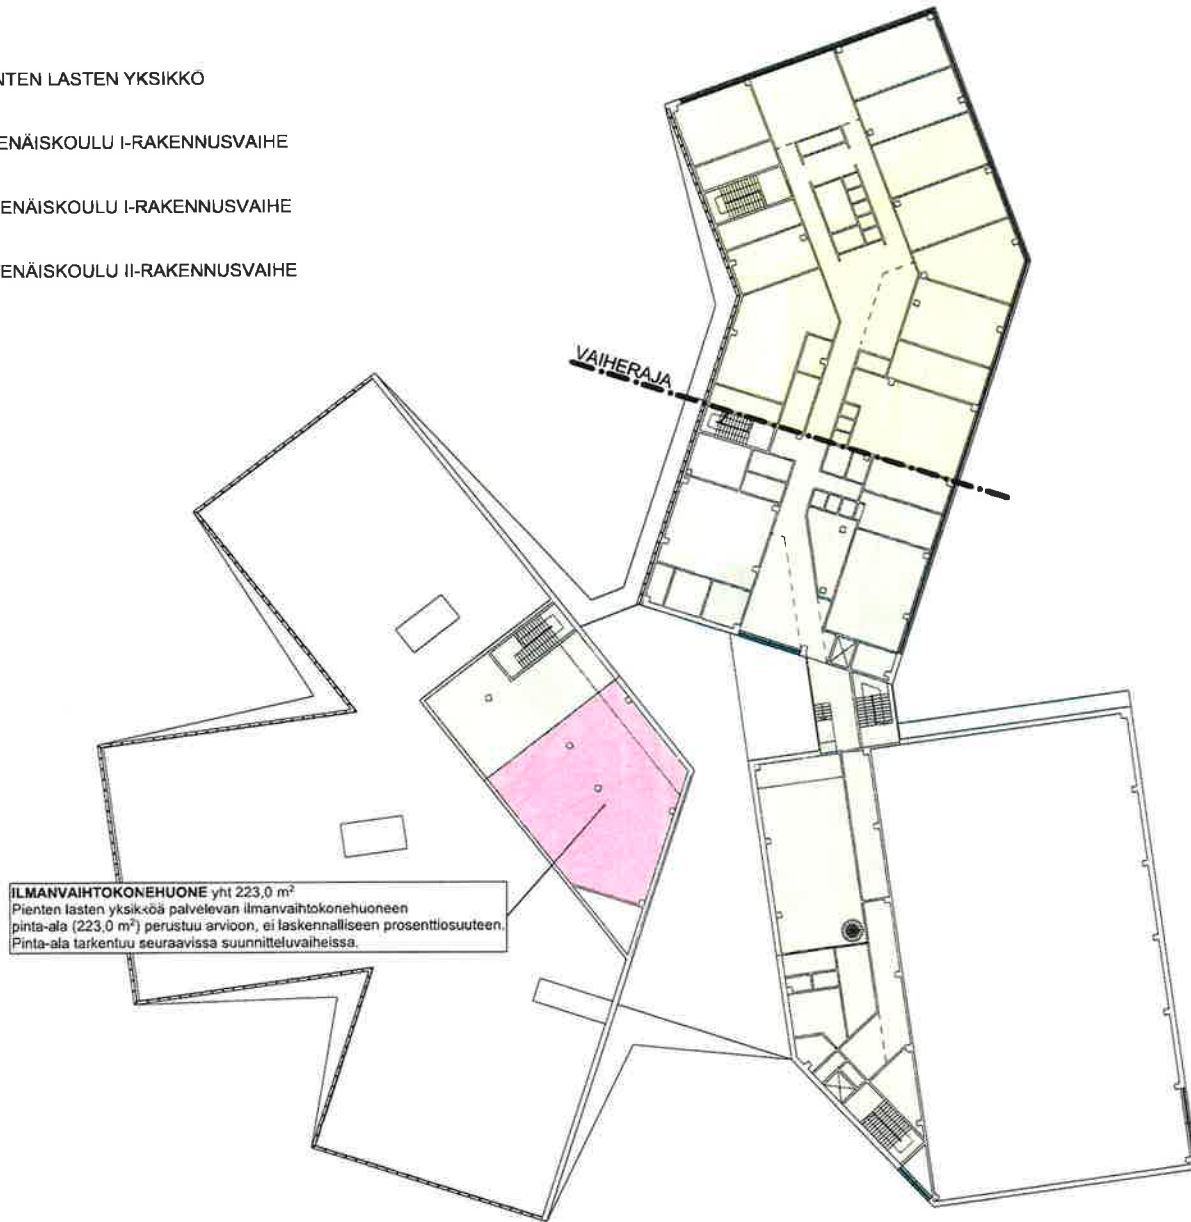 NTEN LASTEN YKSIKKÖ
ENÄISKOULU I-RAKENNUSVAIHE
ENÄISKOULU I-RAKENNUSVAIHE
ENÄISKOULU II-RAKENNUSVAIHE
VAIHERAJA
ILMANVAIHTOKONEHUONE yht 223,0 m²
Pienten lasten yksikköä palvelevan ilmanvaihtokonehuoneen
pinta-ala (223,0 m²) perustuu arvioon, ei laskennalliseen prosenttiosuuteen.
Pinta-ala tarkentuu seuraavissa suunnitteluvaiheissa.